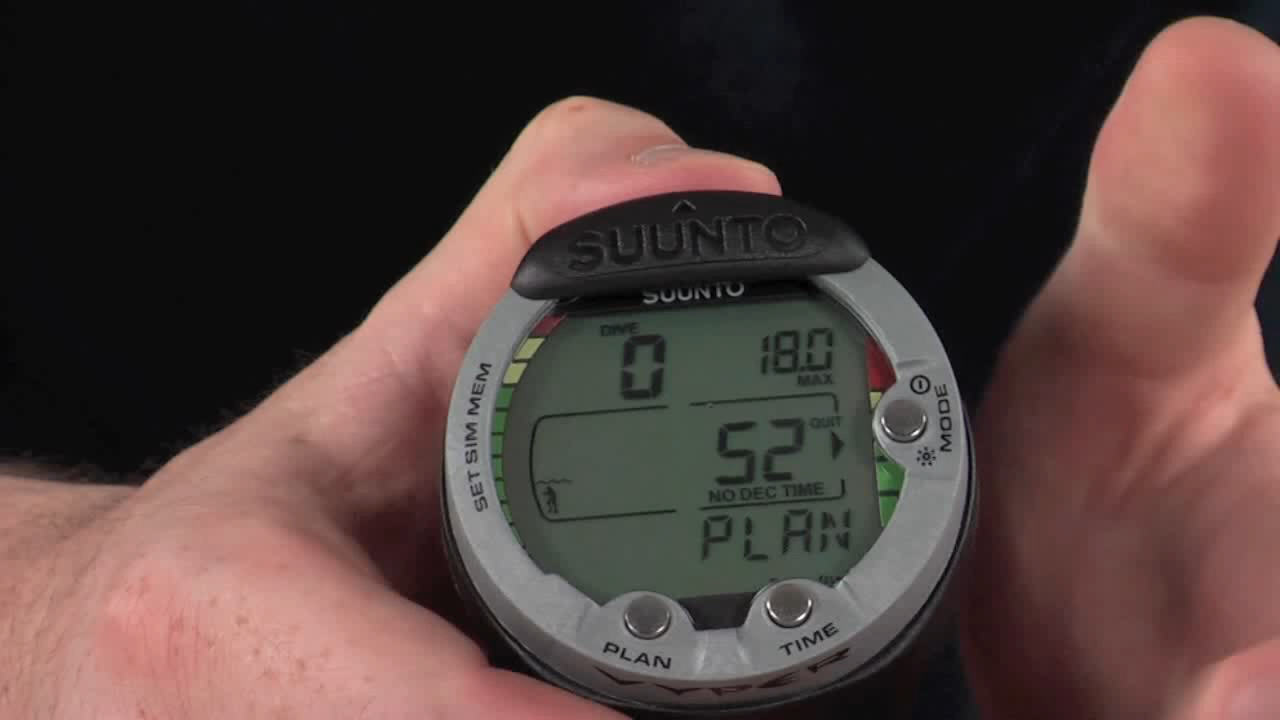 SUUNTO
SUUNTO
DIVE
0
18.0
MAX
SET SIM MEM
MODE
QUIT
52
NO DEC TIME
PLAN
PLAN
TIME
VYPER